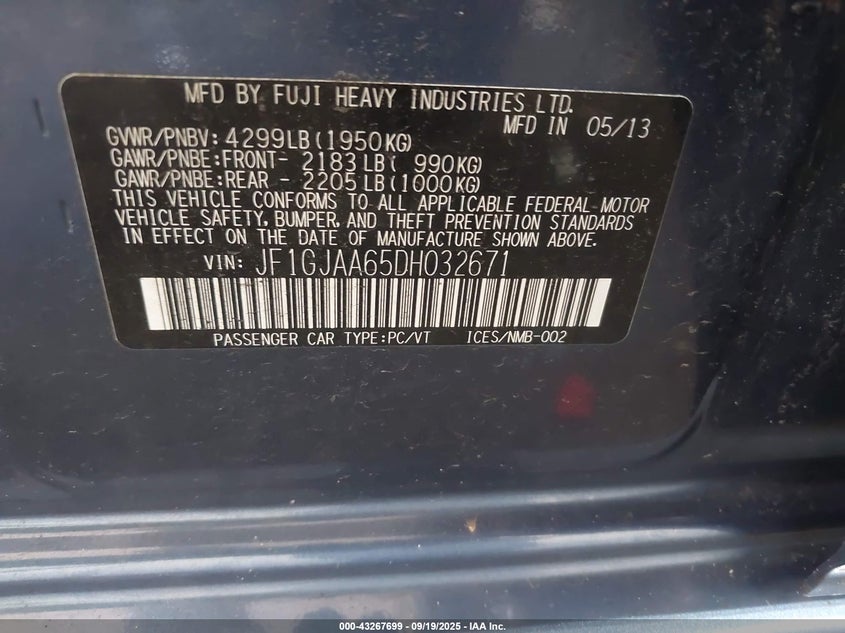 MFD BY FUJI HEAVY INDUSTRIES LTD.
MFD IN 05/13
GVWR/PNBV: 4299LB (1950KG)
GAWR/PNBE: FRONT- 2183LB ( 990KG)
GAWR/PNBE: REAR - 2205LB (1000KG)
THIS VEHICLE CONFORMS TO ALL APPLICABLE FEDERAL MOTOR
VEHICLE SAFETY, BUMPER, AND THEFT PREVENTION STANDARDS
IN EFFECT ON THE DATE OF MANUFACTURE SHOWN ABOVE.
VIN: JF1GJAA65DH032671
PASSENGER CAR TYPE:PC/VT ICES/NMB-002
000-43267699 - 09/19/2025 - IAA Inc.